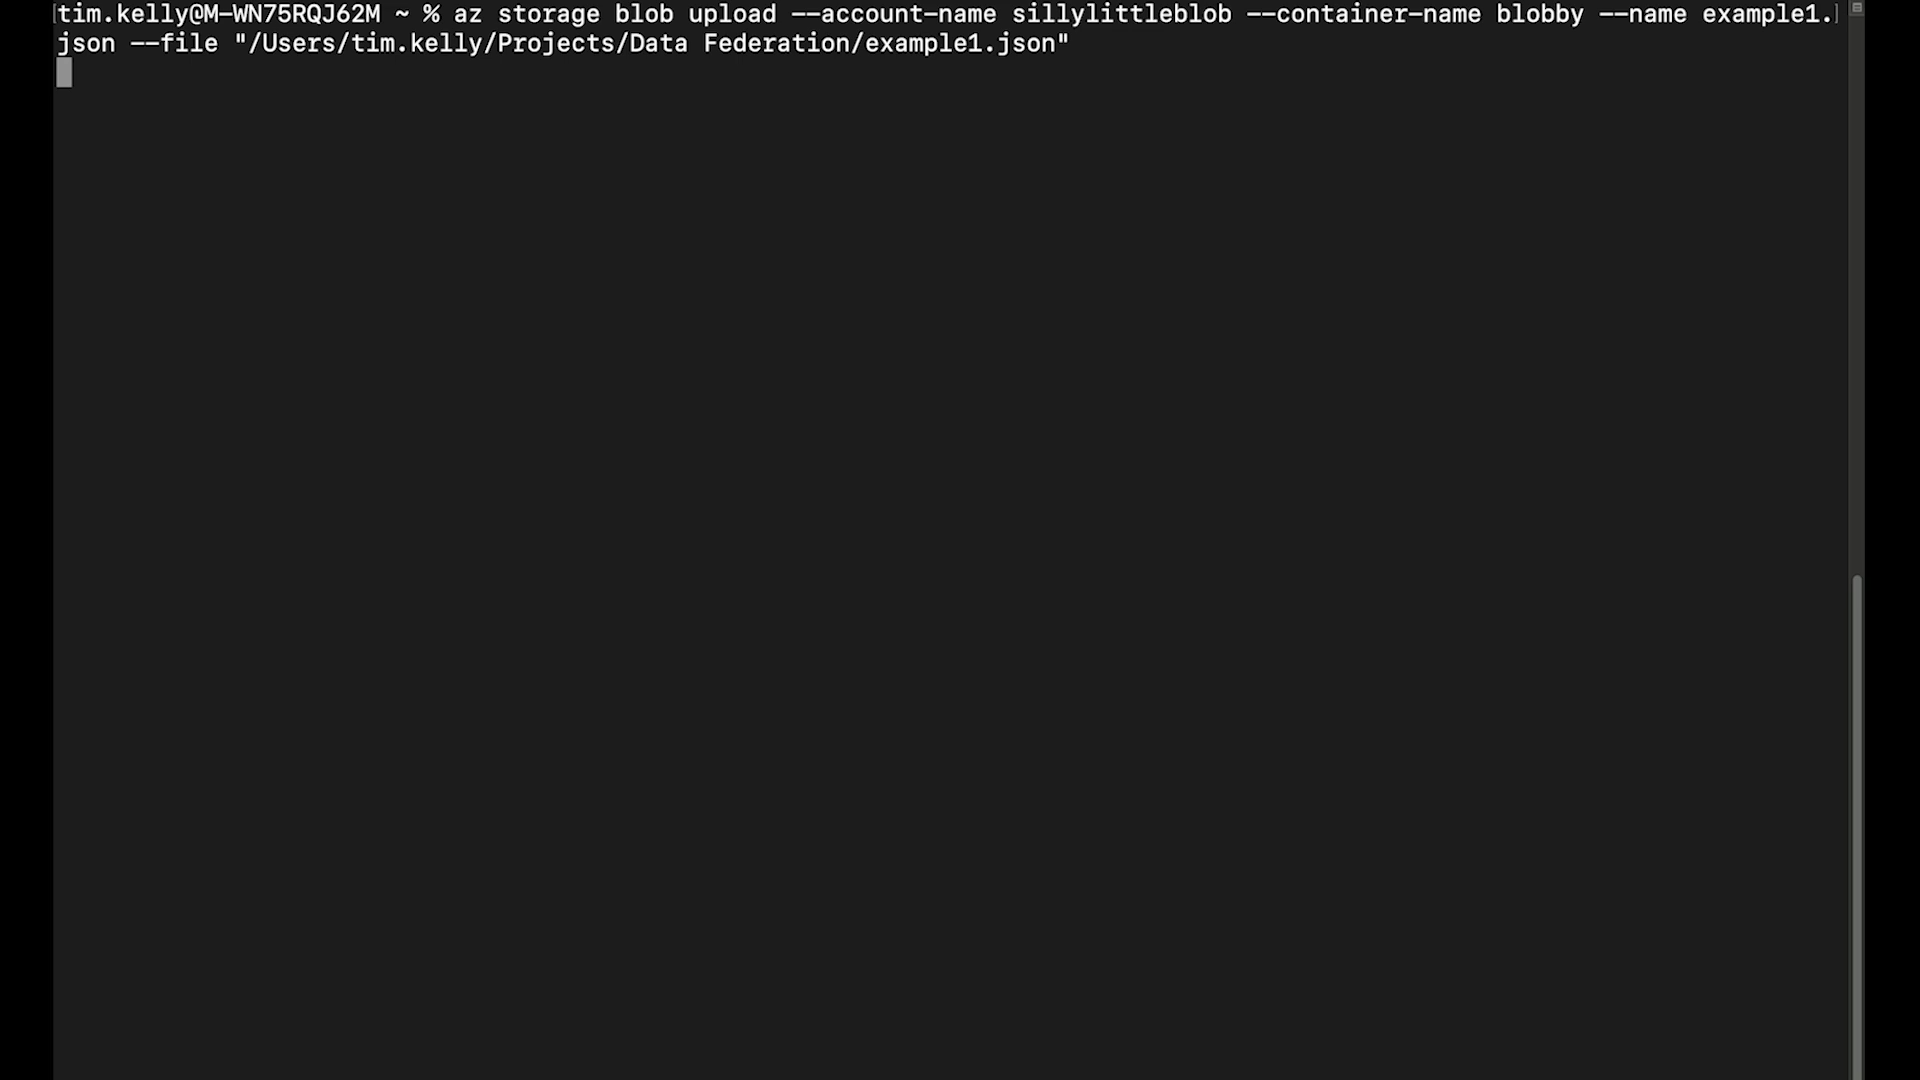 tim.kelly@M-WN75RQJ62M ~ % az storage blob upload --account-name sillylittleblob --container-name blobby --name example1.
json --file "/Users/tim.kelly/Projects/Data Federation/example1.json"